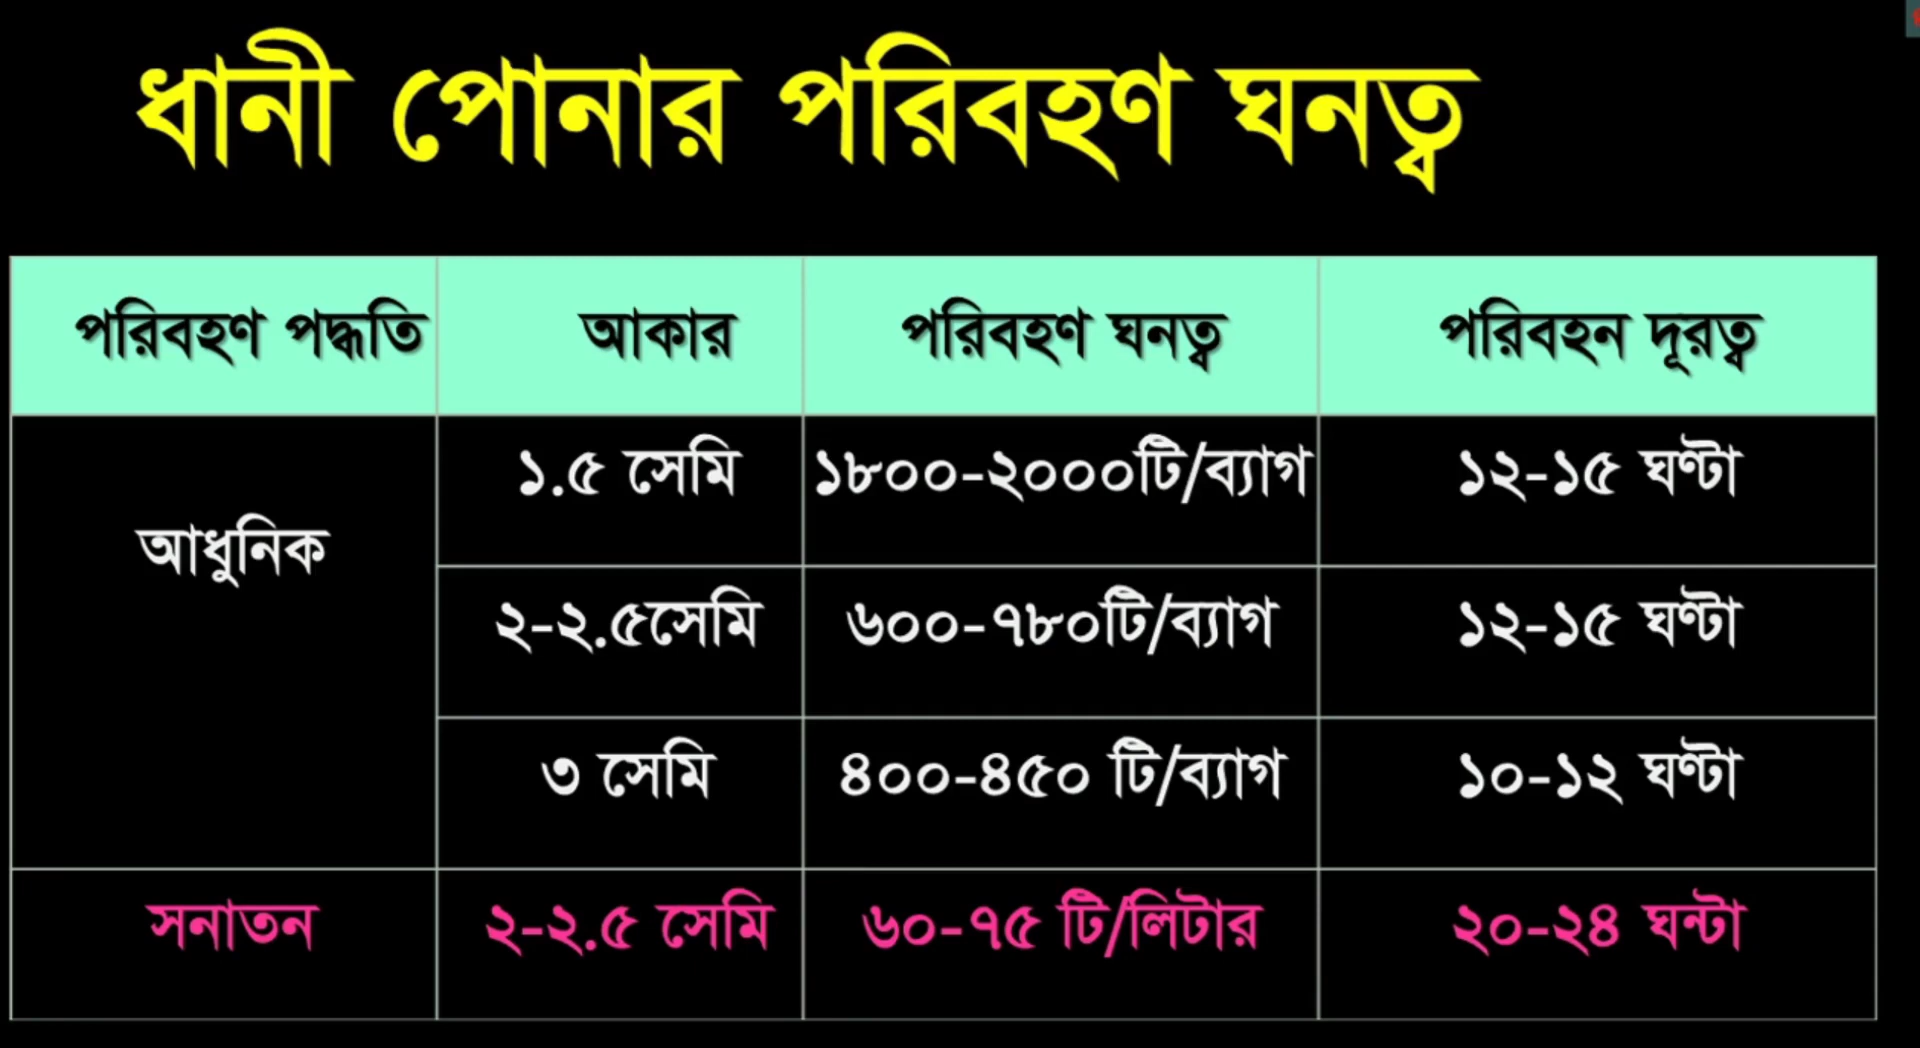 ধানী পোনার পরিবহণ ঘনত্ব
পরিবহণ পদ্ধতি আকার পরিবহণ ঘনত্ব পরিবহন দূরত্ব
আধুনিক ১.৫ সেমি ১৮০০-২০০০টি/ব্যাগ ১২-১৫ ঘণ্টা
২-২.৫সেমি ৬০০-৭৮০টি/ব্যাগ ১২-১৫ ঘণ্টা
৩ সেমি ৪০০-৪৫০ টি/ব্যাগ ১০-১২ ঘণ্টা
সনাতন ২-২.৫ সেমি ৬০-৭৫ টি/লিটার ২০-২৪ ঘন্টা